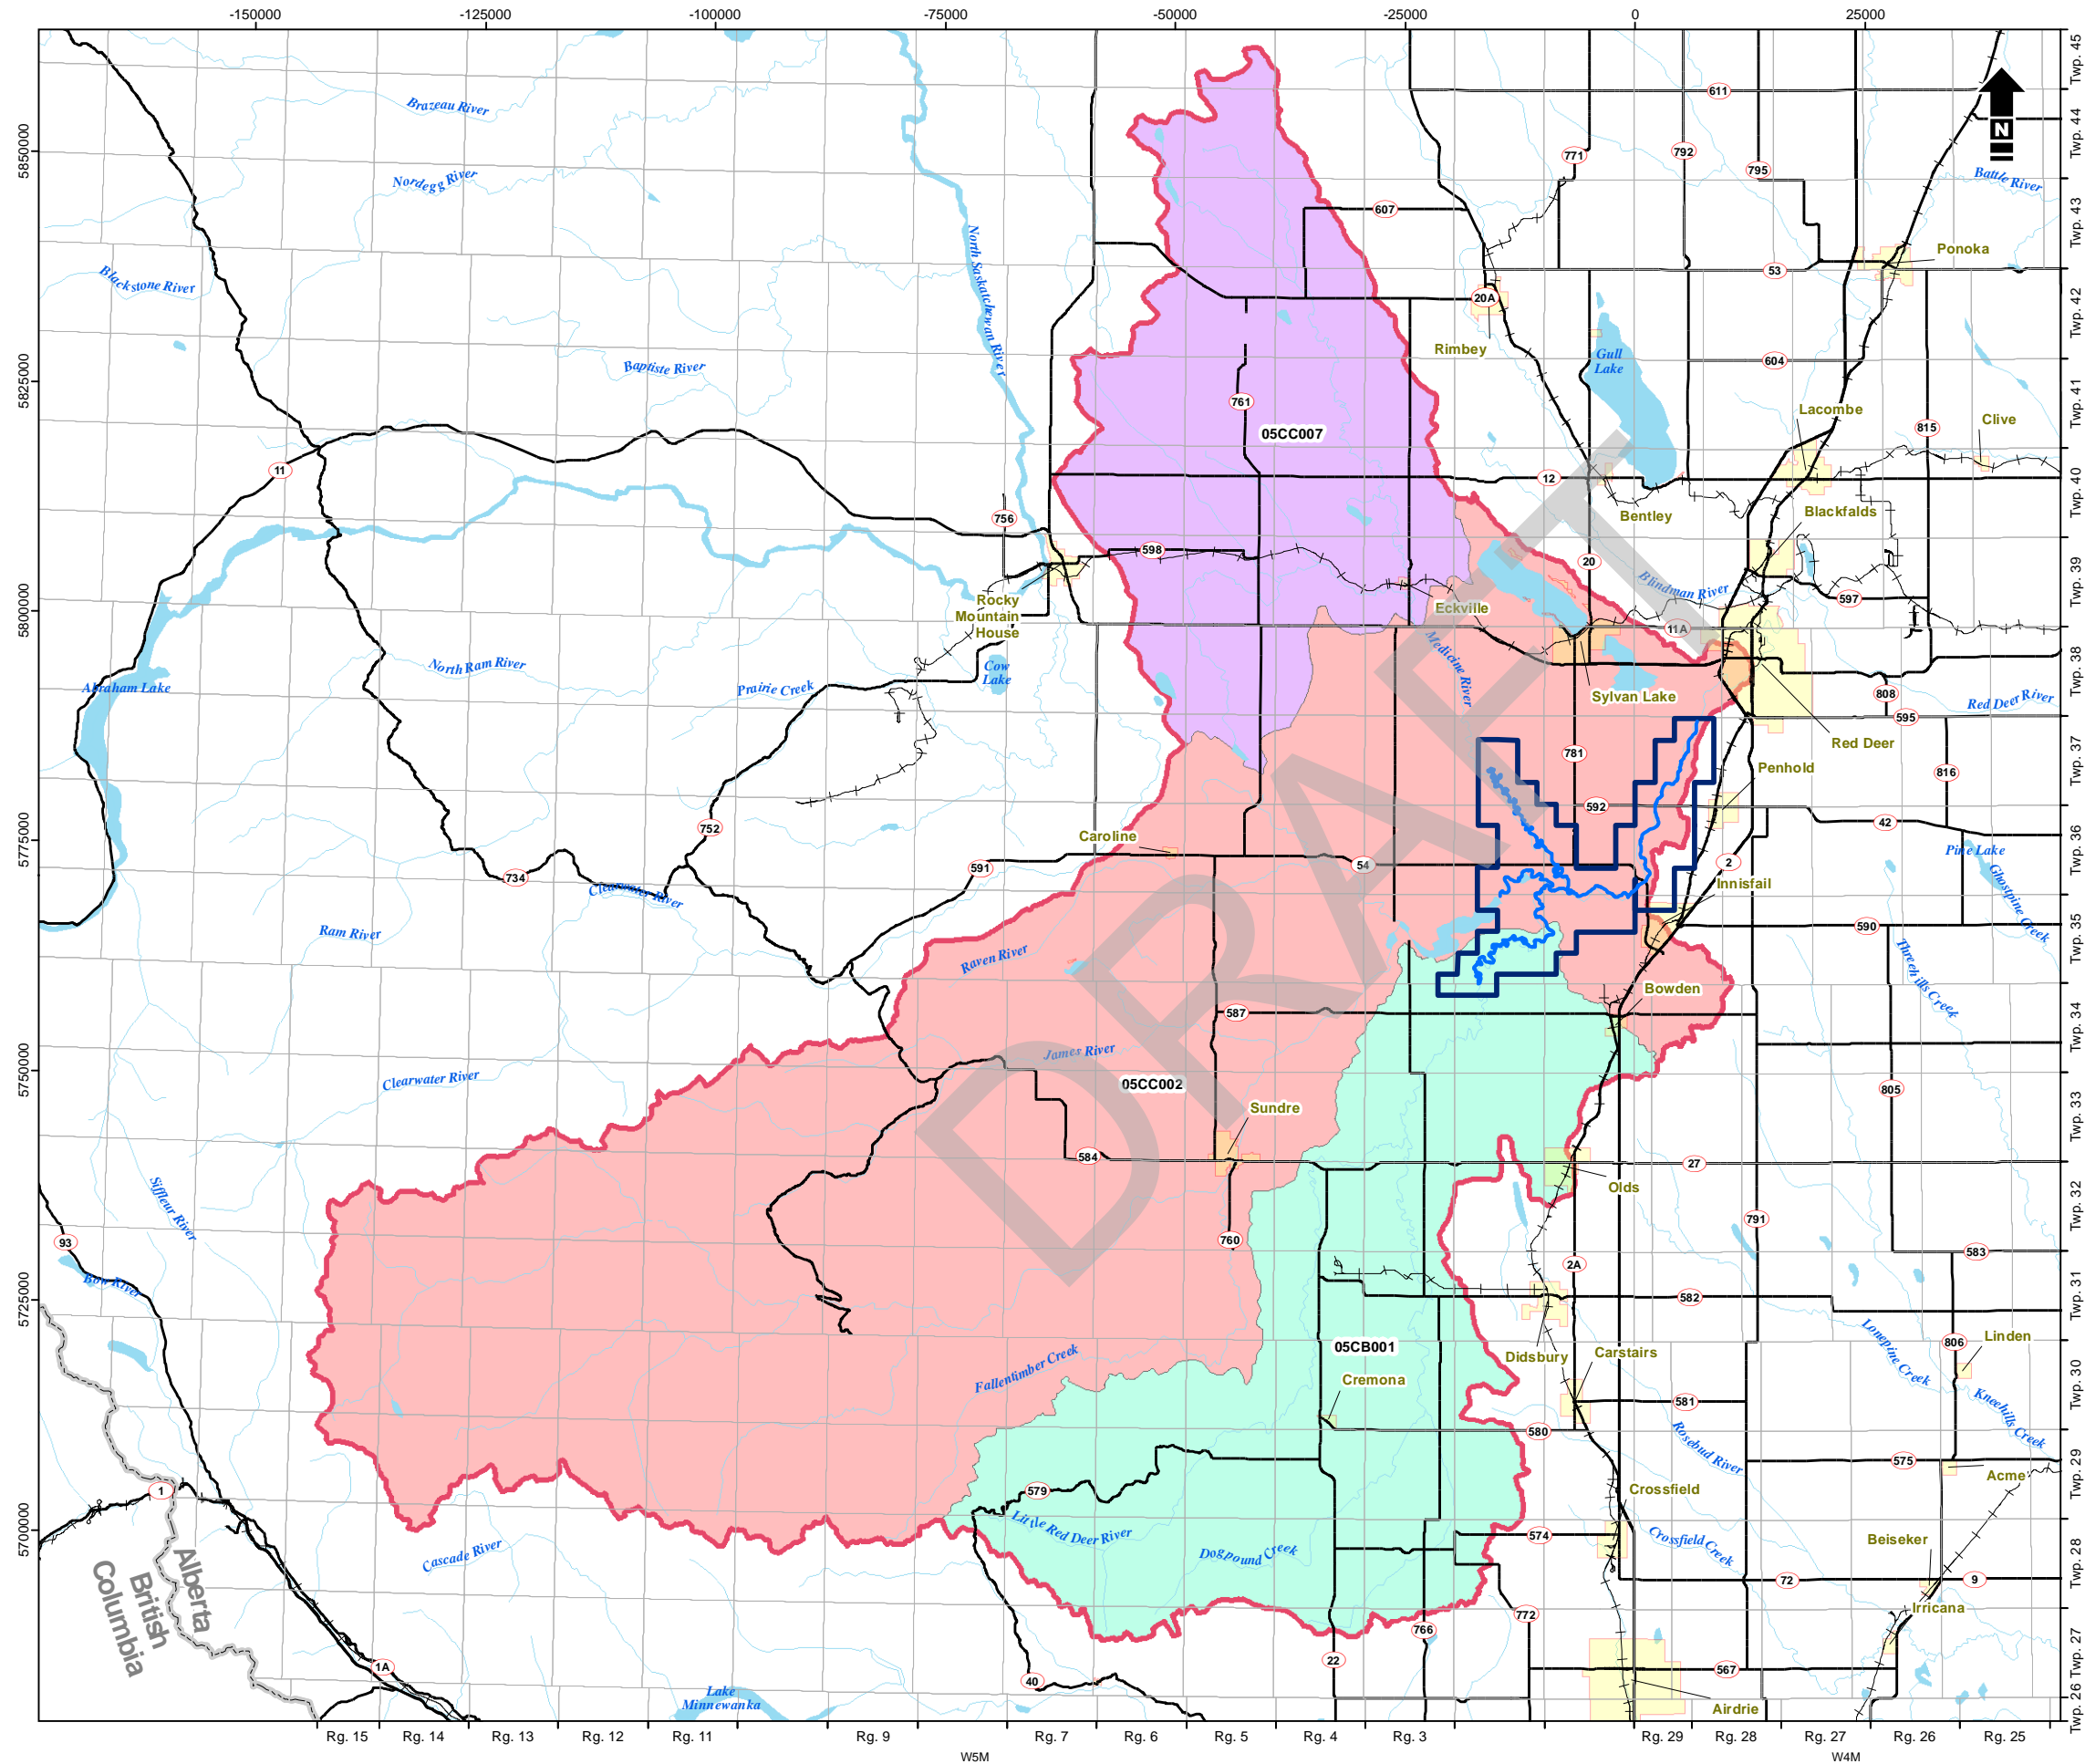 -150000 -125000 -100000 -75000 -50000 -25000 0 25000
Twp. 45
611
N
Brazeau River
Twp. 44
5850000
771
792
795
Nordegg River
Battle River
607
Twp. 43
North Saskatchewan River
Ponoka
Blackstone River
53
20A
Twp. 42
Rimbey
Gull
Lake
604
Baptiste River
5825000
761
Twp. 41
Lacombe
815
Clive
05CC007
11
12
Twp. 40
756
Bentley
Blackfalds
598
20
Twp. 39
Blindman River
597
Rocky
Mountain
House
Eckville
5800000
11A
Medicine River
North Ram River
Cow
Lake
Abraham Lake
Prairie Creek
Sylvan Lake
808
Twp. 38
Red Deer River
595
Red Deer
781
Twp. 37
Penhold
816
592
752
Caroline
42
5775000
Twp. 36
591
54
2
Pine Lake
734
Clearwater River
Innisfail
Ghostpine Creek
Ram River
590
Twp. 35
Raven River
Threehills Creek
Bowden
587
Twp. 34
James River
5750000
Clearwater River
05CC002
805
Sundre
Twp. 33
584
27
Olds
Siffleur River
Twp. 32
791
93
760
583
2A
Bow River
5725000
582
Twp. 31
Lonepine Creek
806
Linden
05CB001
Didsbury
Carstairs
Fallentimber Creek
Cremona
Twp. 30
581
Kneehills Creek
580
Rosebud River
575
Twp. 29
Acme
1
579
Crossfield
5700000
Little Red Deer River
574
Crossfield Creek
Beiseker
Cascade River
Dogpound Creek
Twp. 28
72
9
Alberta
British
Columbia
Irricana
772
766
Twp. 27
1A
22
567
40
Lake
Minnewanka
Airdrie
Twp. 26
Rg. 15 Rg. 14 Rg. 13 Rg. 12 Rg. 11 Rg. 9 Rg. 7 Rg. 6 Rg. 5 Rg. 4 Rg. 3 Rg. 29 Rg. 28 Rg. 27 Rg. 26 Rg. 25
W5M W4M
DRAFT